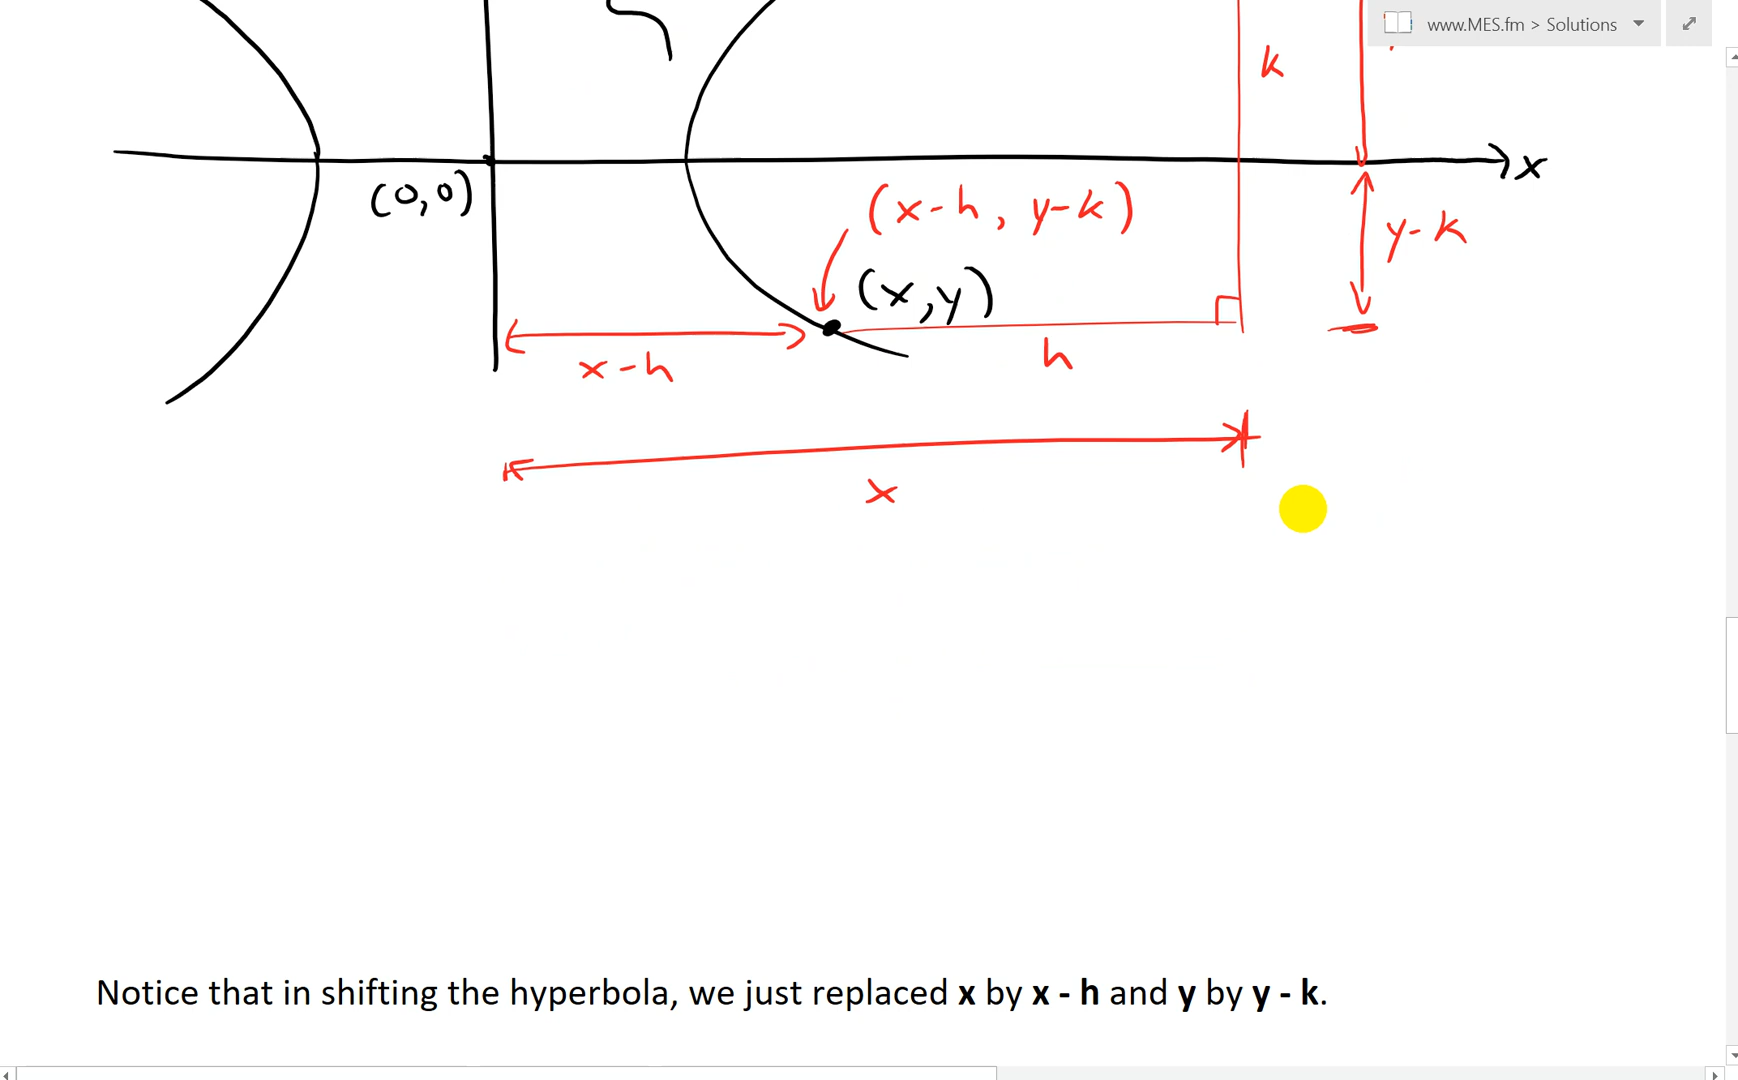 www.MES.fm > Solutions
k
x
(0,0)
(x-h, y-k)
y-k
(x,y)
x-h
h
x
Notice that in shifting the hyperbola, we just replaced x by x - h and y by y - k.